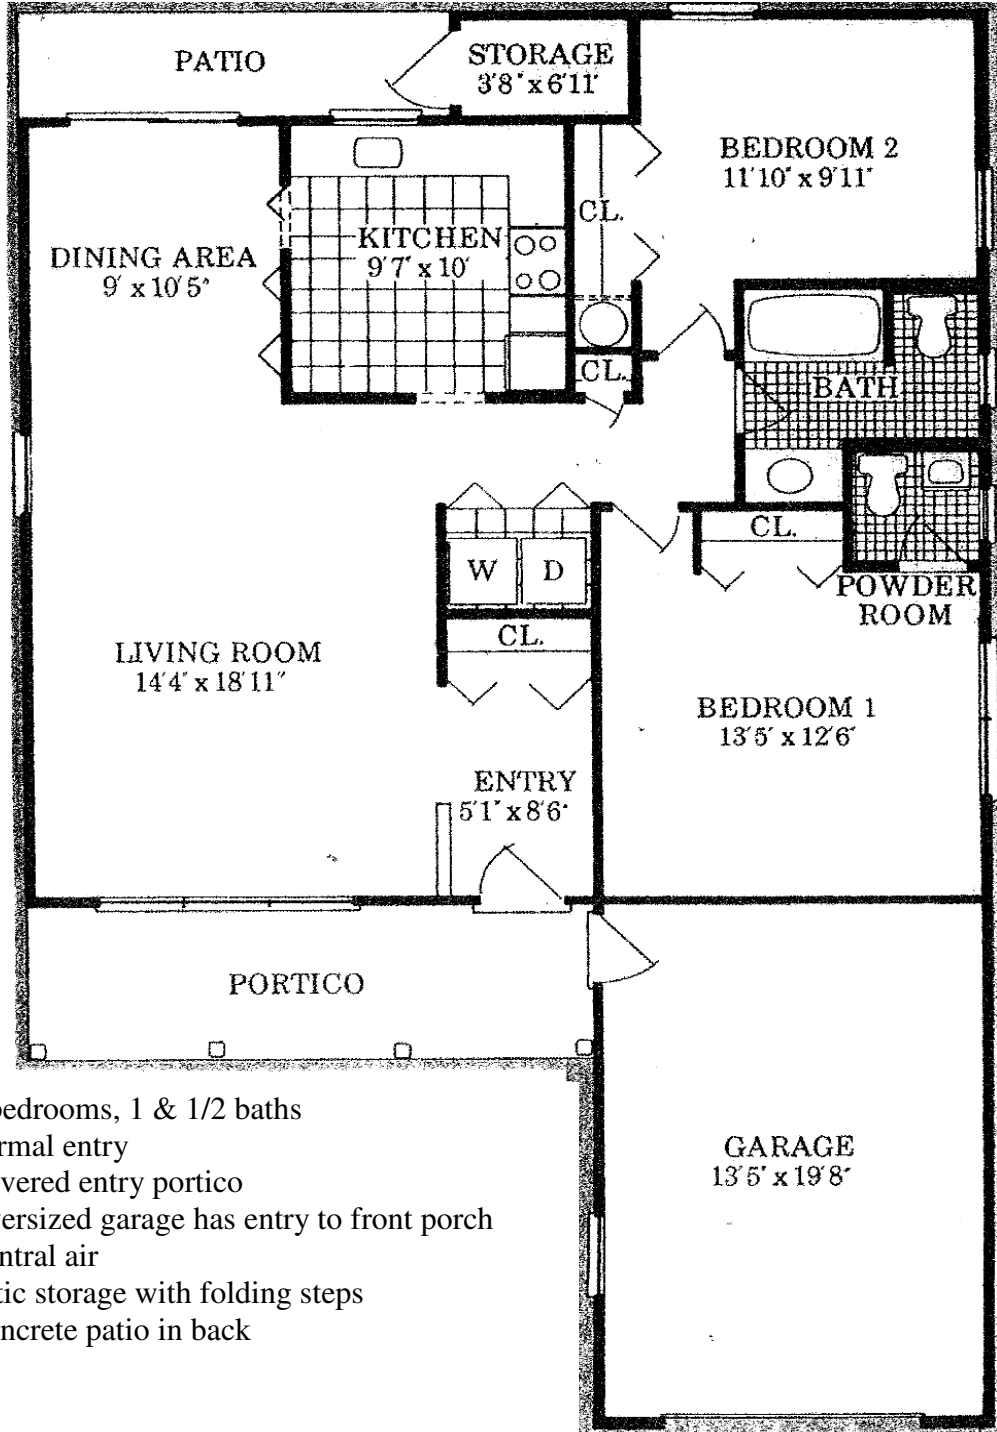 PATIO
STORAGE
3'8" x 6'11"
BEDROOM 2
11'10" x 9'11"
DINING AREA
9' x 10'5"
KITCHEN
9'7" x 10'
CL.
CL.
BATH
CL.
W D
POWDER
ROOM
CL.
LIVING ROOM
14'4" x 18'11"
BEDROOM 1
13'5' x 12'6"
ENTRY
5'1" x 8'6"
PORTICO
GARAGE
13'5" x 19'8"
bedrooms, 1 & 1/2 baths
rmal entry
vered entry portico
ersized garage has entry to front porch
ntral air
tic storage with folding steps
ncrete patio in back